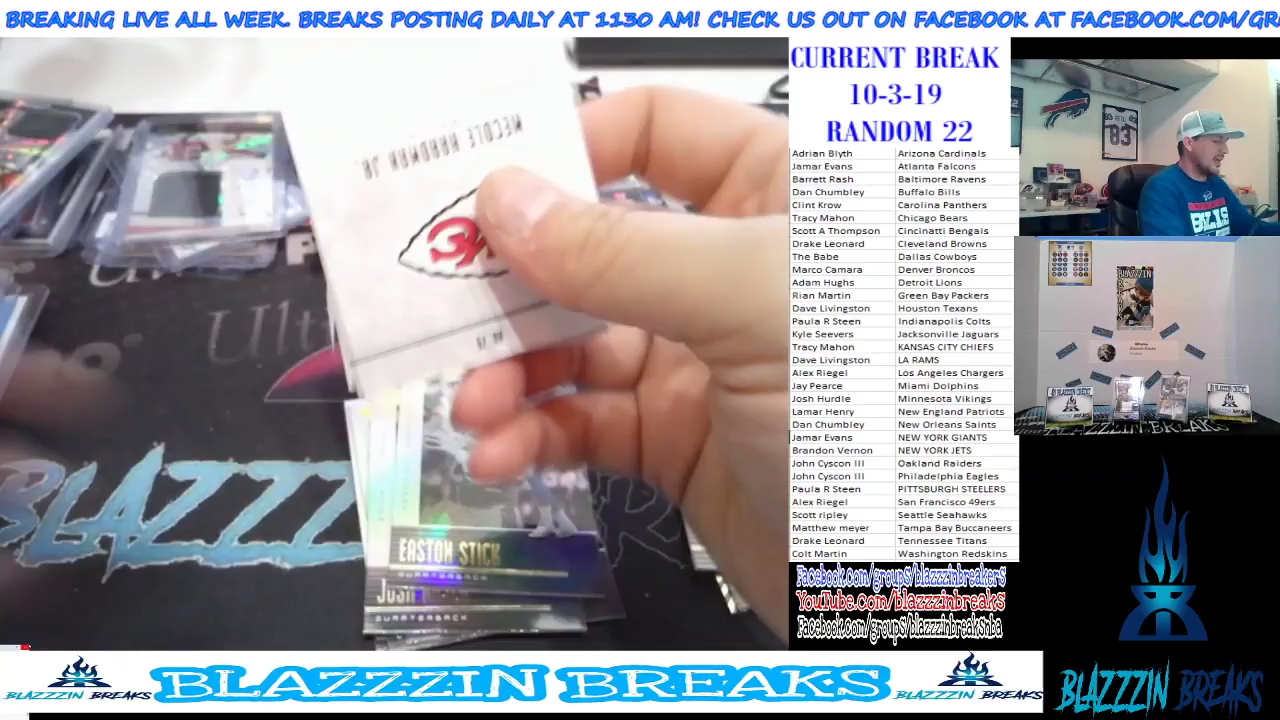 BREAKING LIVE ALL WEEK. BREAKS POSTING DAILY AT 1130 AM! CHECK US OUT ON FACEBOOK AT FACEBOOK.COM/GR
CURRENT BREAK
10-3-19
RANDOM 22
Adrian Blyth Arizona Cardinals
Jamar Evans Atlanta Falcons
Barrett Rash Baltimore Ravens
Dan Chumbley Buffalo Bills
Clint Krow Carolina Panthers
Tracy Mahon Chicago Bears
Scott A Thompson Cincinatti Bengals
Drake Leonard Cleveland Browns
The Babe Dallas Cowboys
Marco Camara Denver Broncos
Adam Hughs Detroit Lions
Rian Martin Green Bay Packers
Dave Livingston Houston Texans
Paula R Steen Indianapolis Colts
Kyle Seevers Jacksonville Jaguars
Tracy Mahon KANSAS CITY CHIEFS
Dave Livingston LA RAMS
Alex Riegel Los Angeles Chargers
Jay Pearce Miami Dolphins
Josh Hurdle Minnesota Vikings
Lamar Henry New England Patriots
Dan Chumbley New Orleans Saints
Jamar Evans NEW YORK GIANTS
Brandon Vernon NEW YORK JETS
John Cyscon III Oakland Raiders
John Cyscon III Philadelphia Eagles
Paula R Steen PITTSBURGH STEELERS
Alex Riegel San Francisco 49ers
Scott ripley Seattle Seahawks
Matthew meyer Tampa Bay Buccaneers
Drake Leonard Tennessee Titans
Colt Martin Washington Redskins
Facebook.com/groups/blazzzinbreakers
YouTube.com/blazzzinbreaks
Facebook.com/groups/blazzzinbreaksnba
MECOLE HARDMAN JR.
KC
EASTON STICK
QUARTERBACK
QUARTERBACK
83
BILLS
BLAZZZIN
BLAZZZIN BREAKS
BLAZZZIN BREAKS
BLAZZZIN BREAKS
BLAZZZIN BREAKS